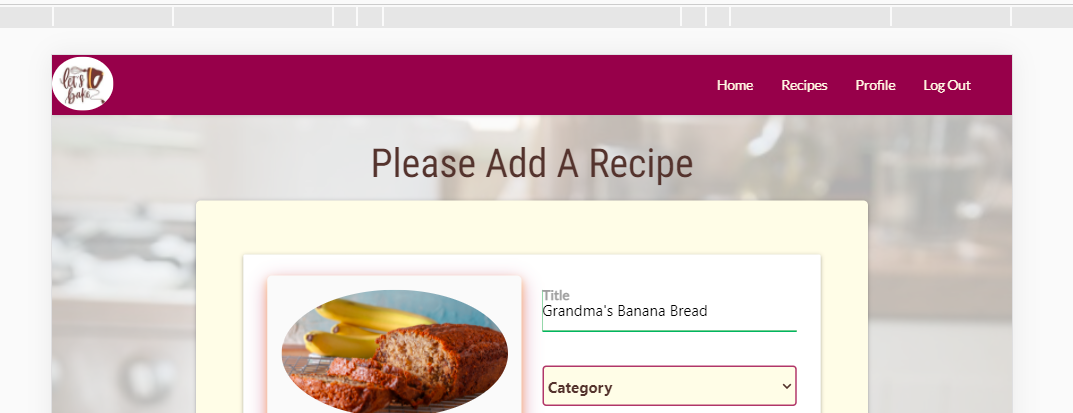 let's
bake
Home Recipes Profile Log Out
Please Add A Recipe
Title
Grandma's Banana Bread
Category